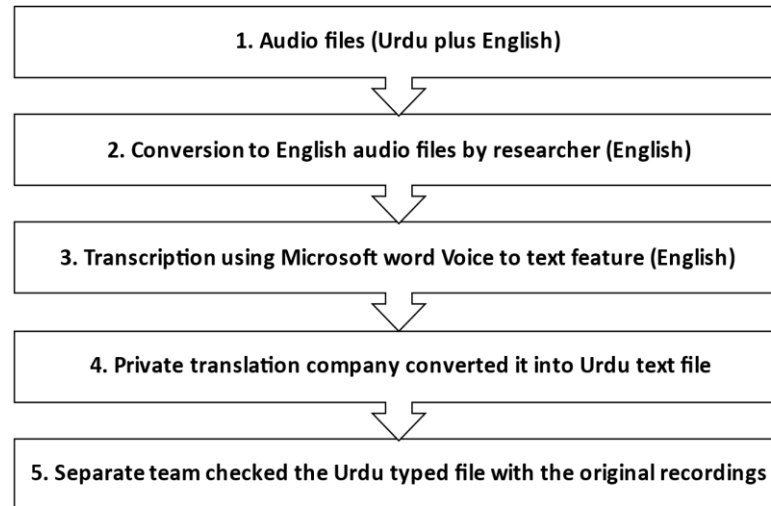 1. Audio files (Urdu plus English)
2. Conversion to English audio files by researcher (English)
3. Transcription using Microsoft word Voice to text feature (English)
4. Private translation company converted it into Urdu text file
5. Separate team checked the Urdu typed file with the original recordings